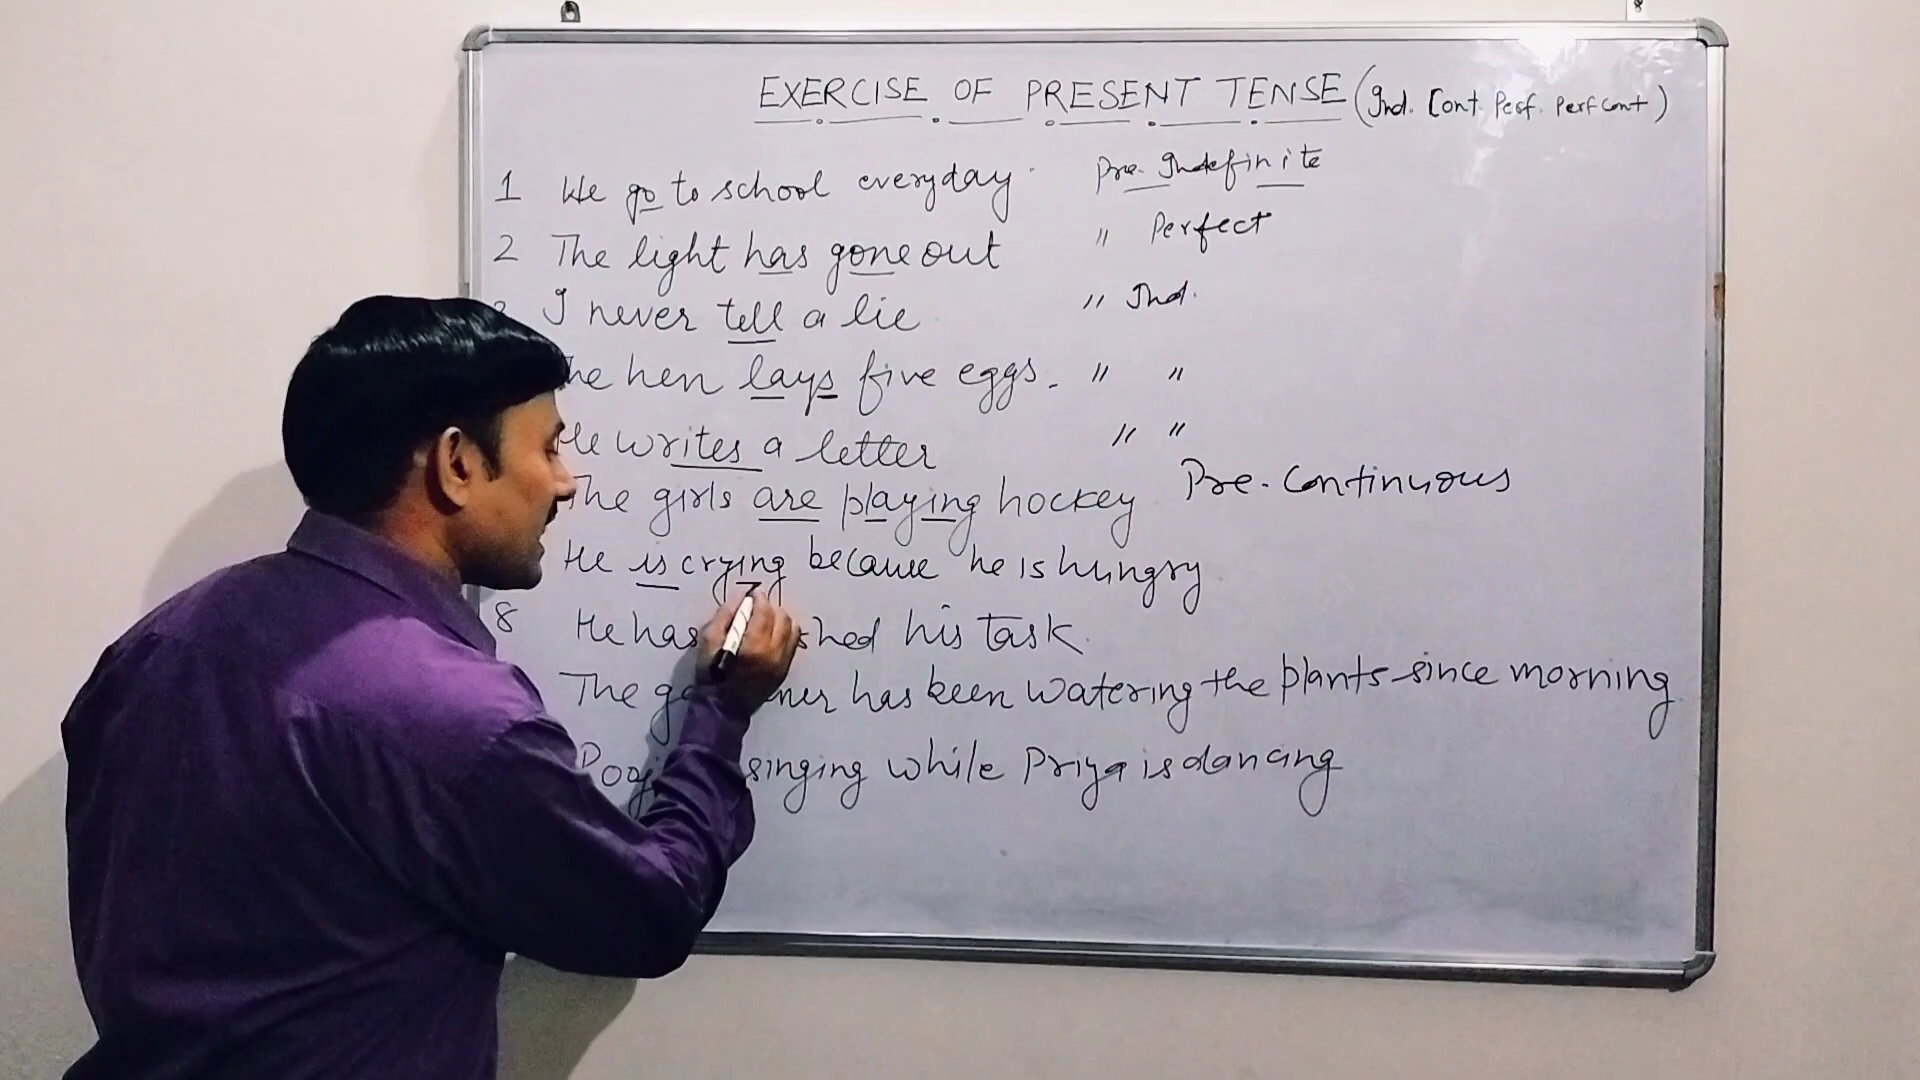 EXERCISE OF PRESENT TENSE (Ind. Cont. Perf. Perf Cont)
1 We go to school everyday. Pre. Indefinite
2 The light has gone out " Perfect
I never tell a lie " Ind.
hen lays five eggs. " "
writes a letter " "
The girls are playing hockey Pre. Continuous
He is crying because he is hungry
8 He has his task.
The has been watering the plants since morning
singing while Priya is dancing